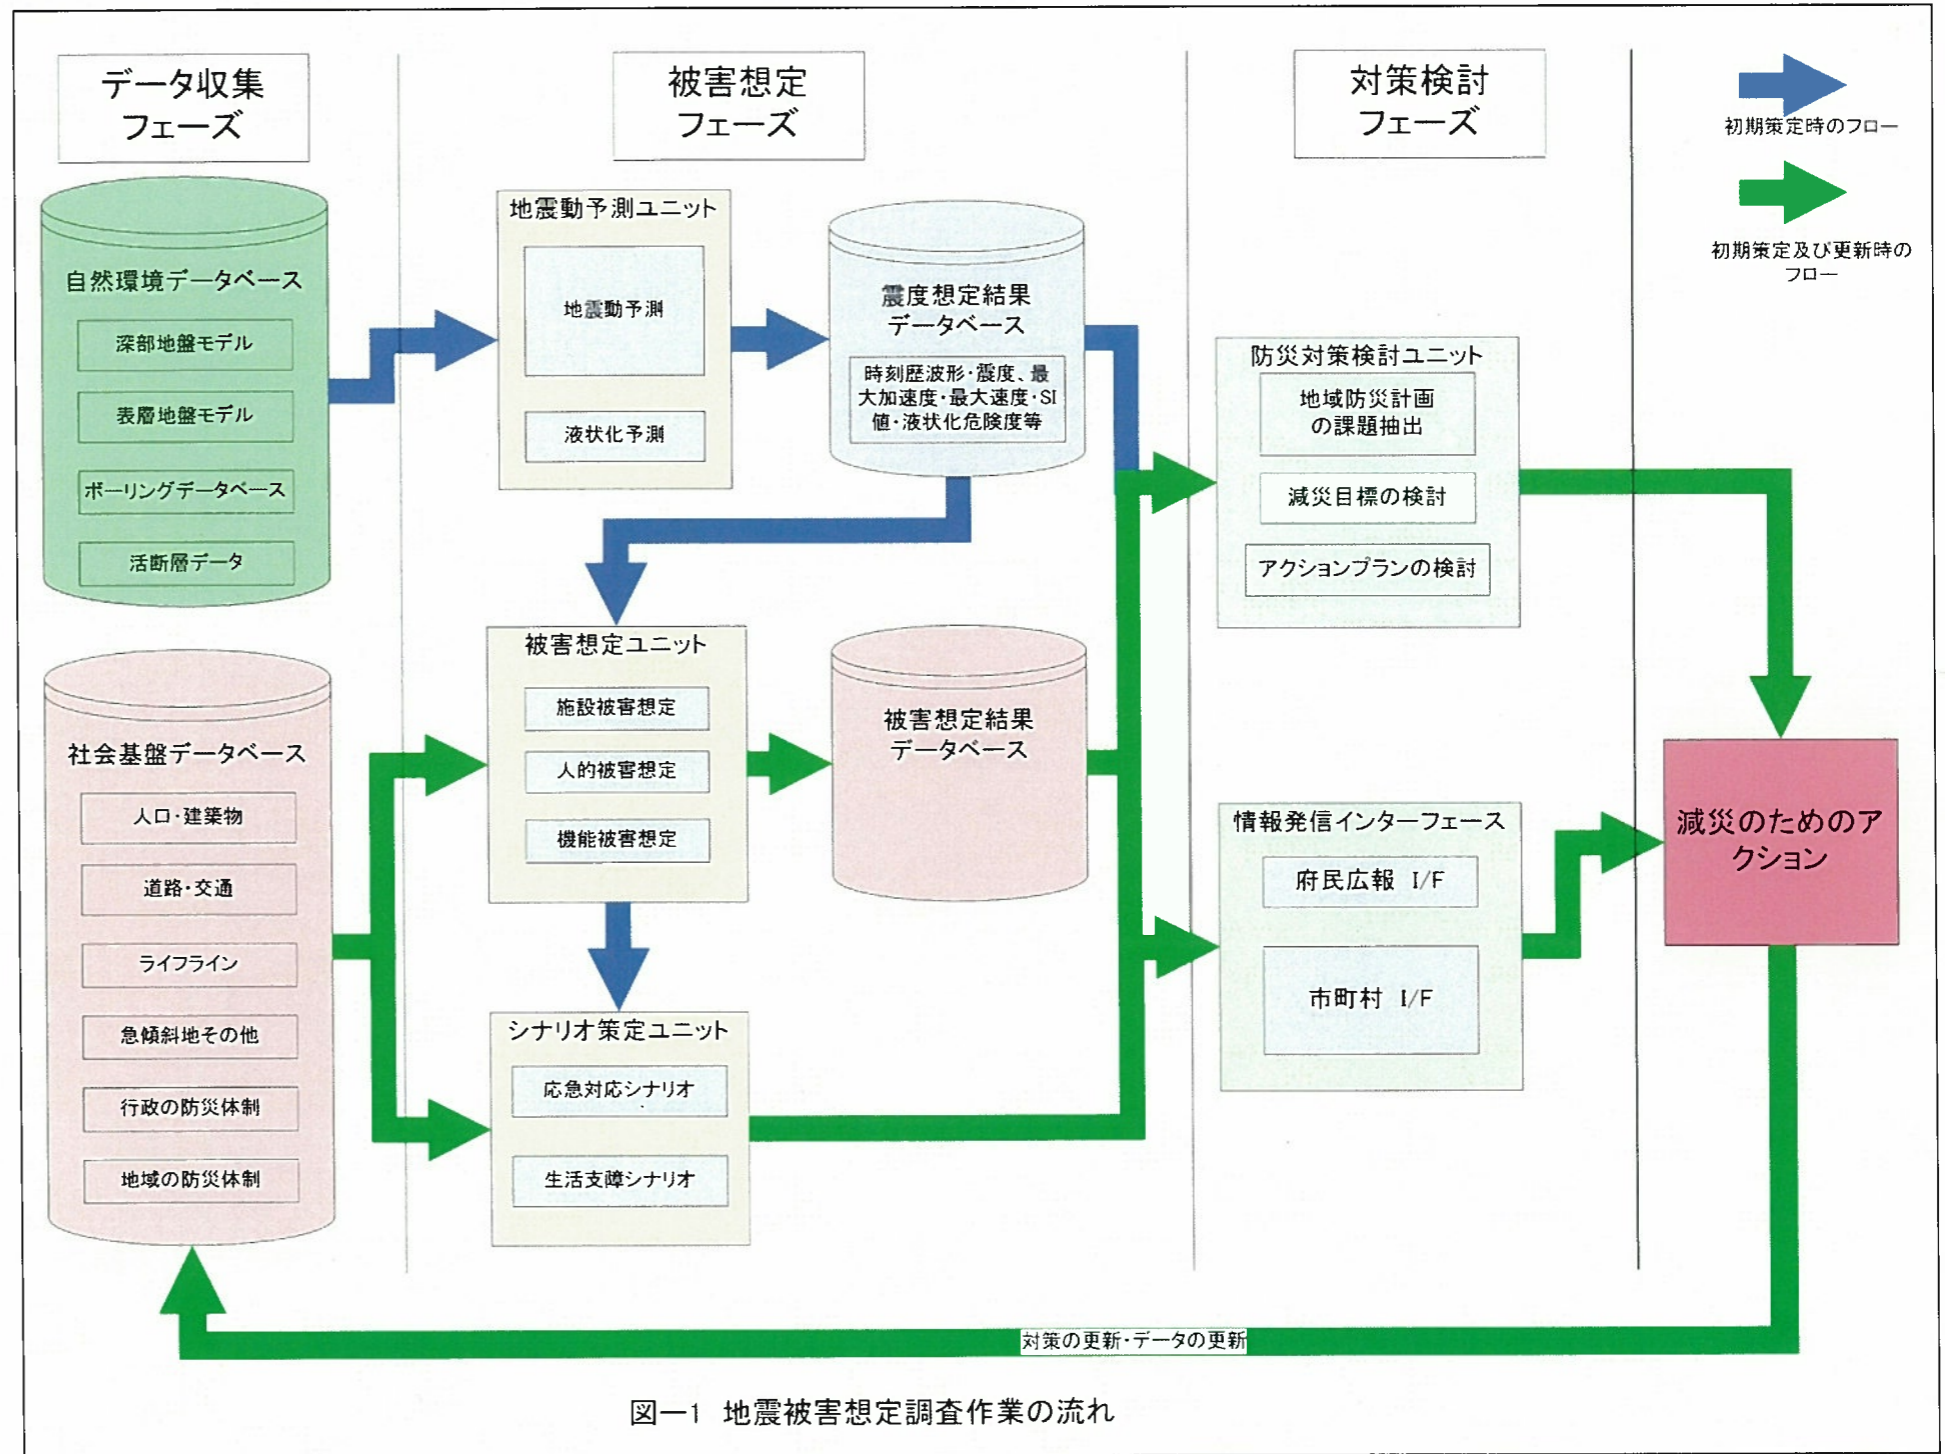 データ収集
フェーズ
被害想定
フェーズ
対策検討
フェーズ
初期策定時のフロー
初期策定及び更新時の
フロー
自然環境データベース
深部地盤モデル
表層地盤モデル
ボーリングデータベース
活断層データ
地震動予測ユニット
地震動予測
液状化予測
震度想定結果
データベース
時刻歴波形・震度、最
大加速度・最大速度・SI
値・液状化危険度等
防災対策検討ユニット
地域防災計画
の課題抽出
減災目標の検討
アクションプランの検討
社会基盤データベース
人口・建築物
道路・交通
ライフライン
急傾斜地その他
行政の防災体制
地域の防災体制
被害想定ユニット
施設被害想定
人的被害想定
機能被害想定
被害想定結果
データベース
シナリオ策定ユニット
応急対応シナリオ
生活支障シナリオ
情報発信インターフェース
府民広報 I/F
市町村 I/F
減災のためのア
クション
対策の更新・データの更新
図ー1 地震被害想定調査作業の流れ